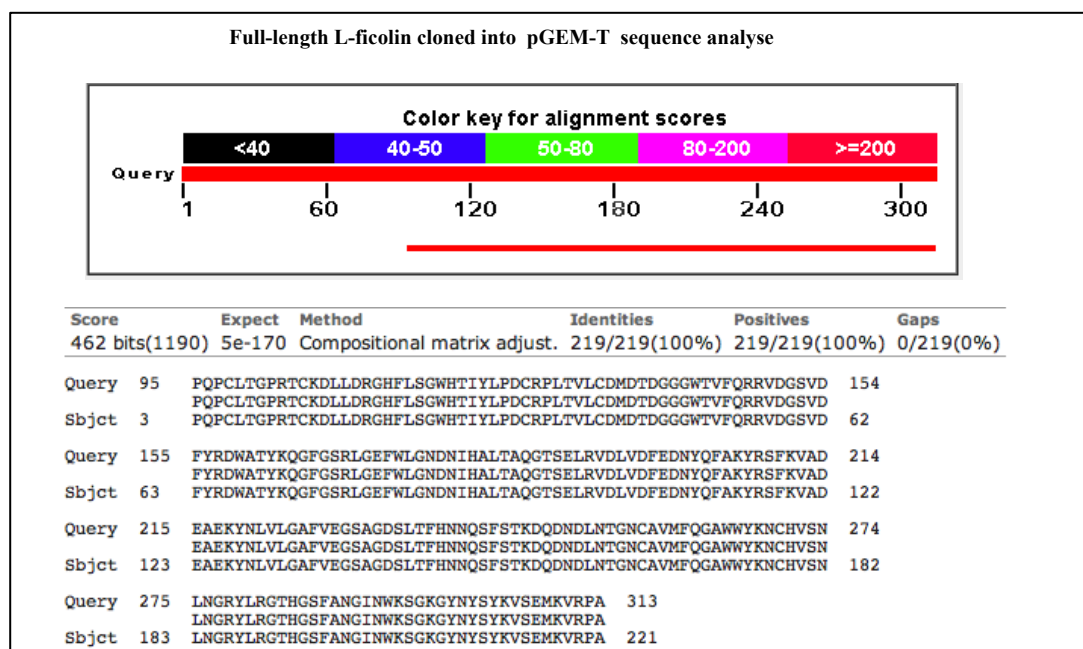 Full-length L-ficolin cloned into pGEM-T sequence analyse
Color key for alignment scores
<40 40-50 50-80 80-200 >=200
Query
1 60 120 180 240 300
Score Expect Method Identities Positives Gaps
462 bits(1190) 5e-170 Compositional matrix adjust. 219/219(100%) 219/219(100%) 0/219(0%)
Query 95 PQPCLTGPRTCKDLLDRGHFLSGWHTIYLPDCRPLTVLCDMDTDGGGWTVFQRRVDGSVD 154
PQPCLTGPRTCKDLLDRGHFLSGWHTIYLPDCRPLTVLCDMDTDGGGWTVFQRRVDGSVD
Sbjct 3 PQPCLTGPRTCKDLLDRGHFLSGWHTIYLPDCRPLTVLCDMDTDGGGWTVFQRRVDGSVD 62
Query 155 FYRDWATYKQGFGSRLGEFWLGNDNIHALTAQGTSELRVDLVDFEDNYQFAKYRSFKVAD 214
FYRDWATYKQGFGSRLGEFWLGNDNIHALTAQGTSELRVDLVDFEDNYQFAKYRSFKVAD
Sbjct 63 FYRDWATYKQGFGSRLGEFWLGNDNIHALTAQGTSELRVDLVDFEDNYQFAKYRSFKVAD 122
Query 215 EAEKYNLVLGAFVEGSAGDSLTFHNNQSFSTKDQDNDLNTGNCAVMFQGAWWYKNCHVSN 274
EAEKYNLVLGAFVEGSAGDSLTFHNNQSFSTKDQDNDLNTGNCAVMFQGAWWYKNCHVSN
Sbjct 123 EAEKYNLVLGAFVEGSAGDSLTFHNNQSFSTKDQDNDLNTGNCAVMFQGAWWYKNCHVSN 182
Query 275 LNGRYLRGTHGSFANGINWKSGKGYNYSYKVSEMKVRPA 313
LNGRYLRGTHGSFANGINWKSGKGYNYSYKVSEMKVRPA
Sbjct 183 LNGRYLRGTHGSFANGINWKSGKGYNYSYKVSEMKVRPA 221